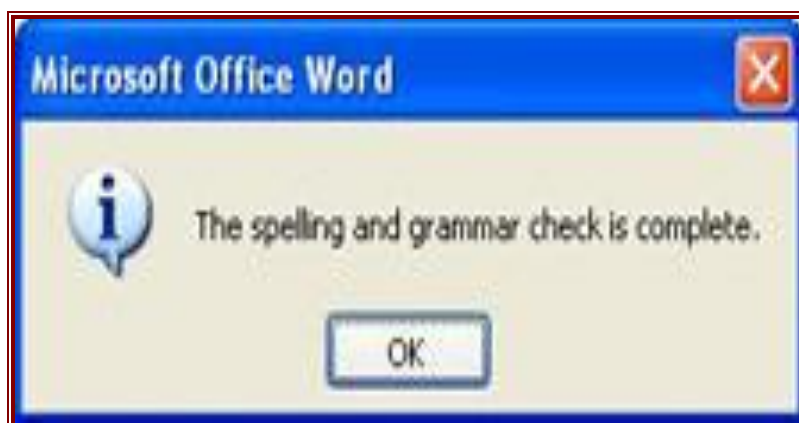 Microsoft Office Word
The spelling and grammar check is complete.
OK